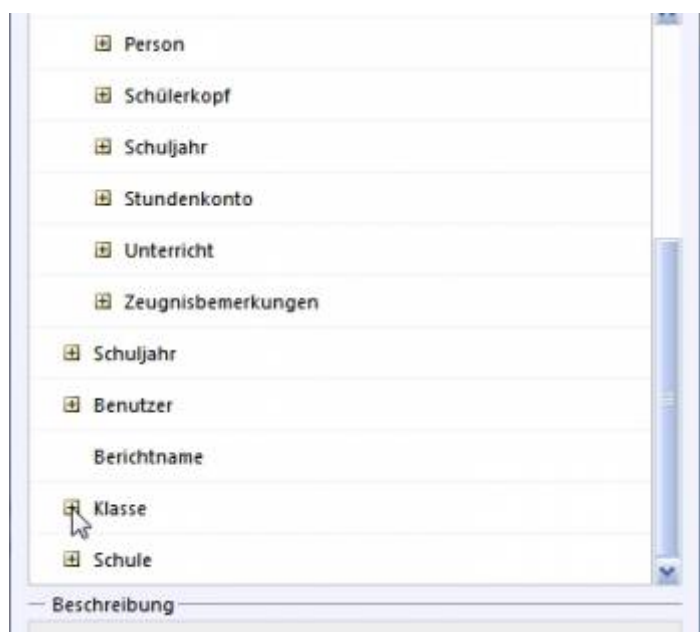 Person
Schülerkopf
Schuljahr
Stundenkonto
Unterricht
Zeugnisbemerkungen
Schuljahr
Benutzer
Berichtname
Klasse
Schule
Beschreibung